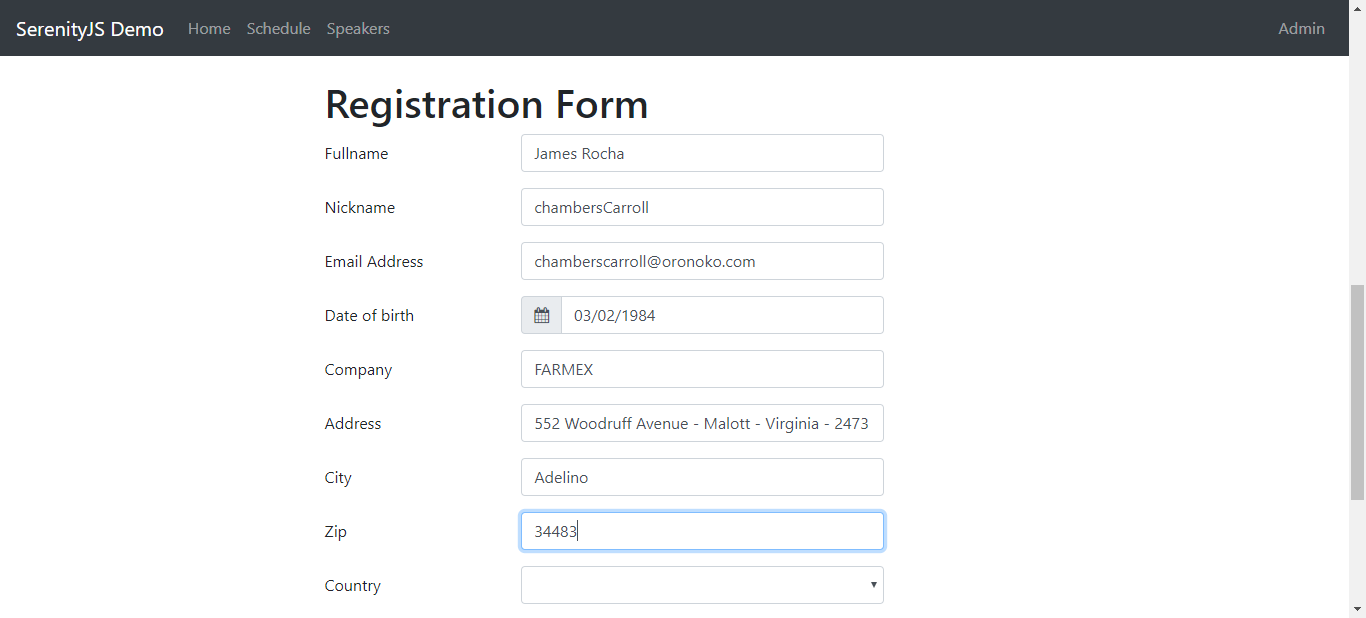 SerenityJS Demo Home Schedule Speakers Admin
Registration Form
Fullname James Rocha
Nickname chambersCarroll
Email Address chamberscarroll@oronoko.com
Date of birth 03/02/1984
Company FARMEX
Address 552 Woodruff Avenue - Malott - Virginia - 2473
City Adelino
Zip 34483
Country